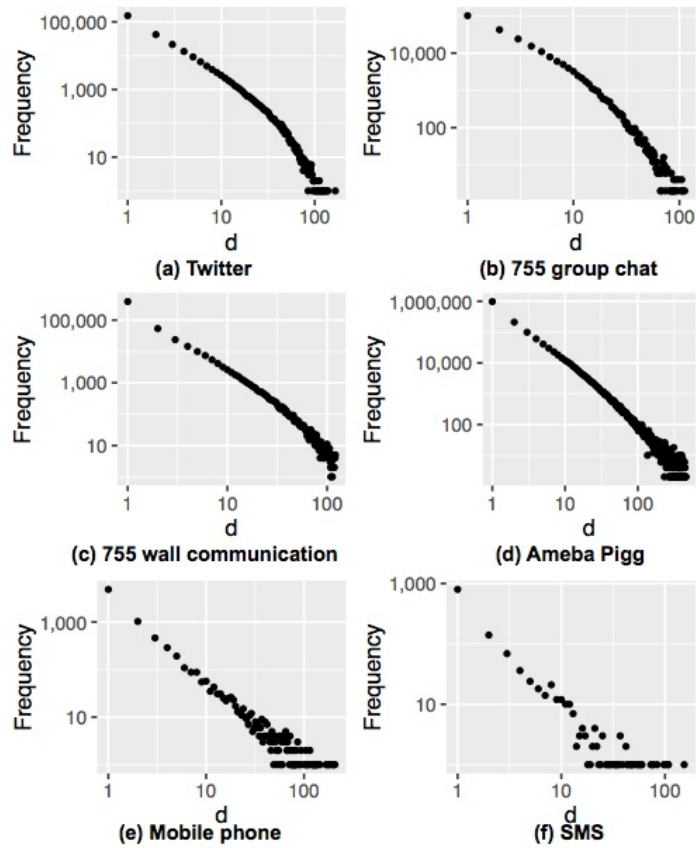 100,000
1,000
10
Frequency
1 10 100
d
(a) Twitter
10,000
100
Frequency
1 10 100
d
(b) 755 group chat
100,000
1,000
10
Frequency
1 10 100
d
(c) 755 wall communication
1,000,000
10,000
100
Frequency
1 10 100
d
(d) Ameba Pigg
1,000
10
Frequency
1 10 100
d
(e) Mobile phone
1,000
10
Frequency
1 10 100
d
(f) SMS